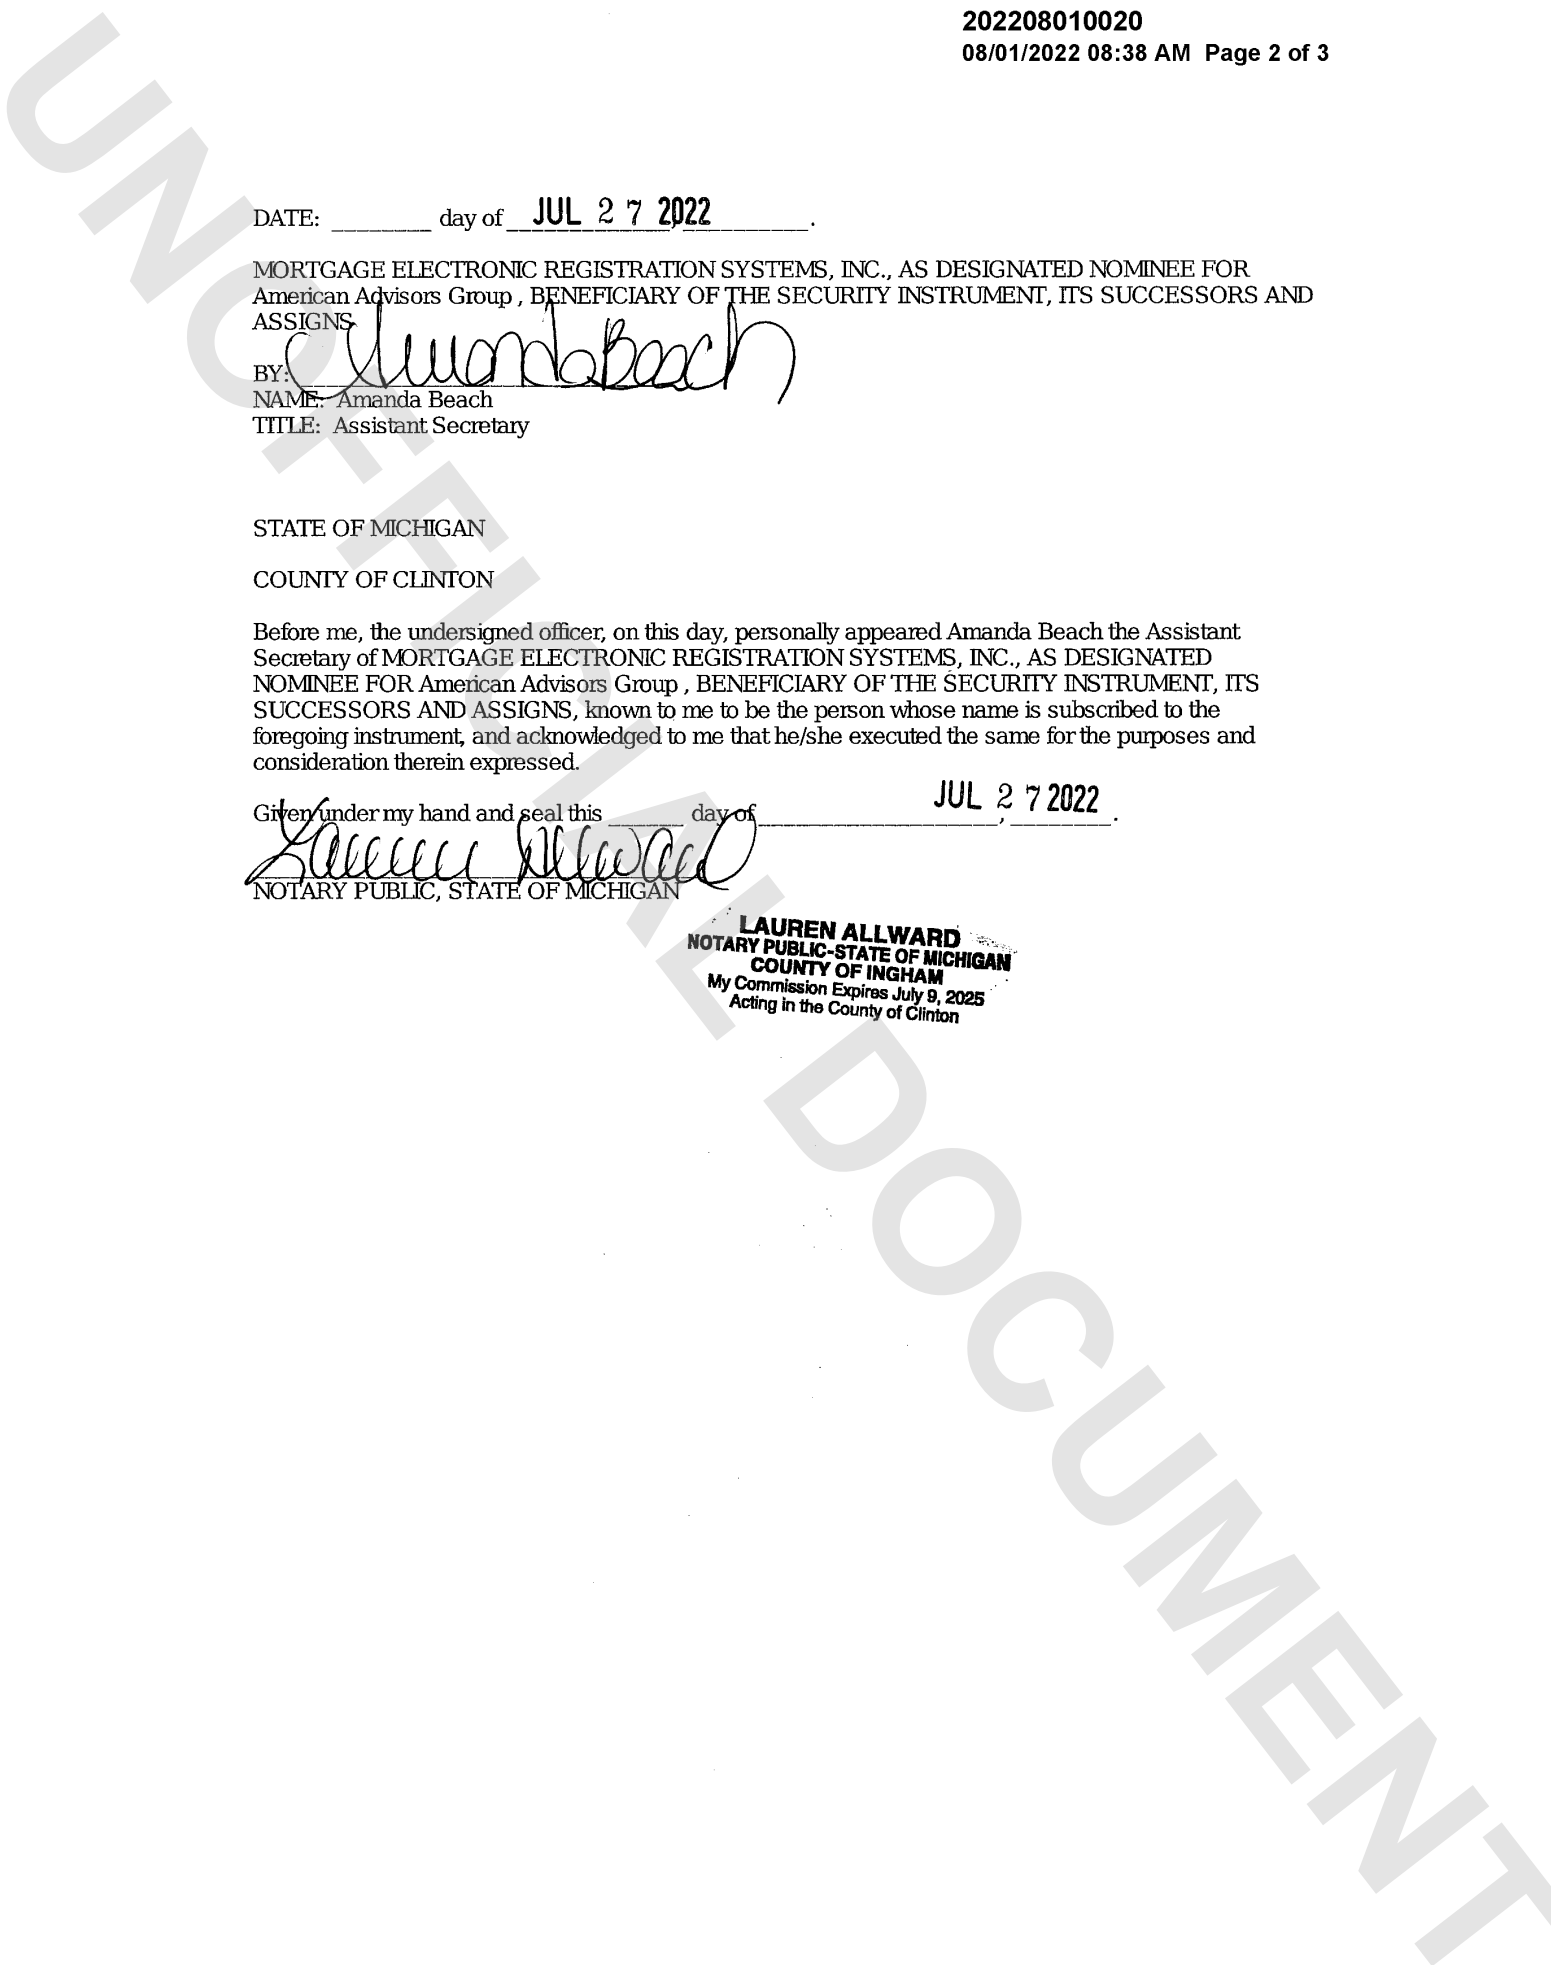 202208010020
08/01/2022 08:38 AM Page 2 of 3
DATE: ________ day of JUL 27 2022, __________.
MORTGAGE ELECTRONIC REGISTRATION SYSTEMS, INC., AS DESIGNATED NOMINEE FOR
American Advisors Group , BENEFICIARY OF THE SECURITY INSTRUMENT, ITS SUCCESSORS AND
ASSIGNS
BY: Amanda Beach
NAME: Amanda Beach
TITLE: Assistant Secretary
STATE OF MICHIGAN
COUNTY OF CLINTON
Before me, the undersigned officer, on this day, personally appeared Amanda Beach the Assistant
Secretary of MORTGAGE ELECTRONIC REGISTRATION SYSTEMS, INC., AS DESIGNATED
NOMINEE FOR American Advisors Group , BENEFICIARY OF THE SECURITY INSTRUMENT, ITS
SUCCESSORS AND ASSIGNS, known to me to be the person whose name is subscribed to the
foregoing instrument, and acknowledged to me that he/she executed the same for the purposes and
consideration therein expressed.
Given under my hand and seal this ______ day of JUL 27 2022, ________.
Lauren Allward
NOTARY PUBLIC, STATE OF MICHIGAN
LAUREN ALLWARD
NOTARY PUBLIC-STATE OF MICHIGAN
COUNTY OF INGHAM
My Commission Expires July 9, 2025
Acting in the County of Clinton
UNOFFICIAL DOCUMENT